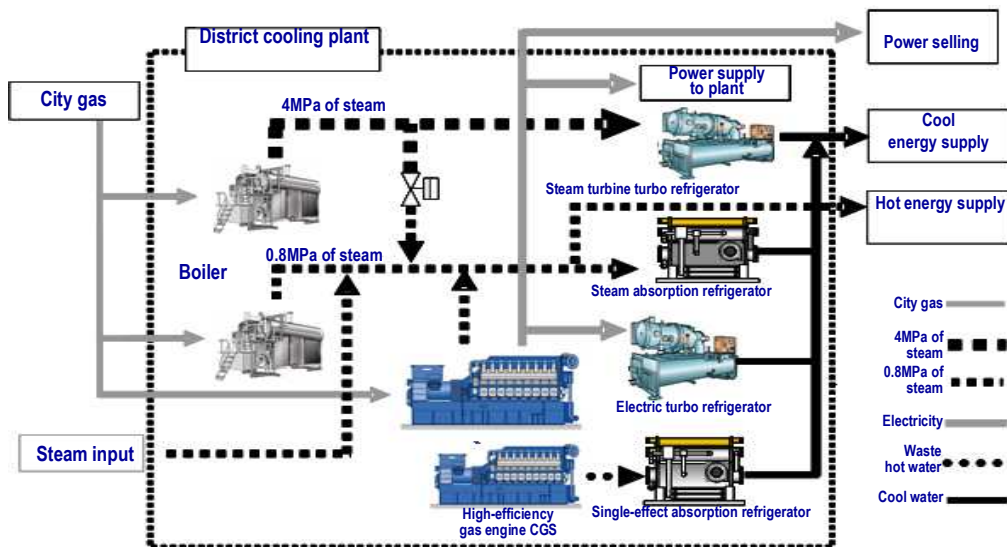 District cooling plant
Power selling
City gas
4MPa of steam
Power supply
to plant
Cool
energy supply
Steam turbine turbo refrigerator
Hot energy supply
0.8MPa of steam
Boiler
Steam absorption refrigerator
City gas
4MPa of
steam
0.8MPa of
steam
Electric turbo refrigerator
Electricity
Steam input
Waste
hot water
High-efficiency
gas engine CGS
Single-effect absorption refrigerator
Cool water